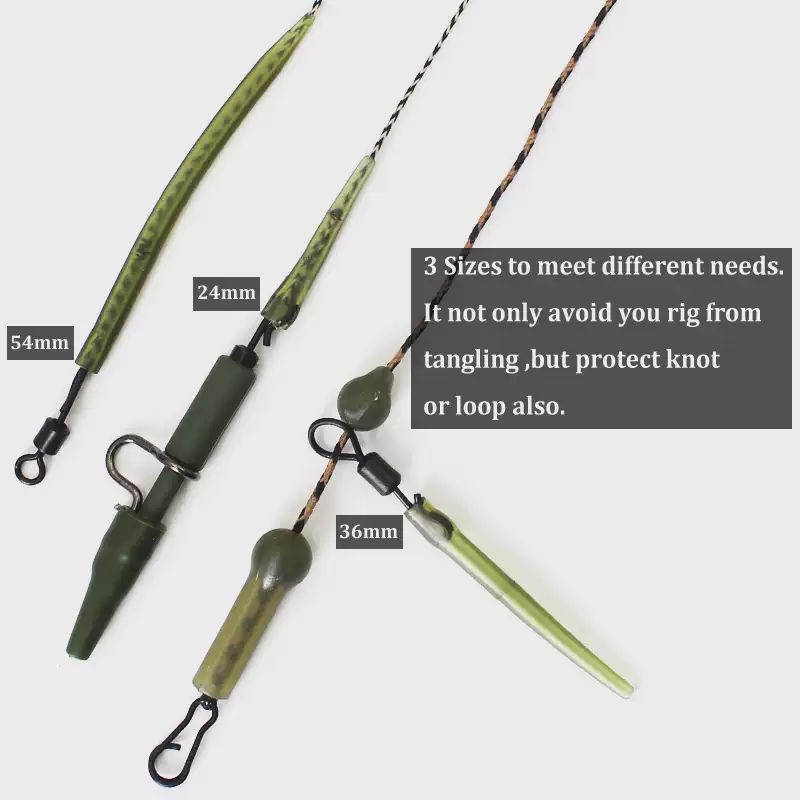 3 Sizes to meet different needs.
It not only avoid you rig from
tangling ,but protect knot
or loop also.
24mm
54mm
36mm